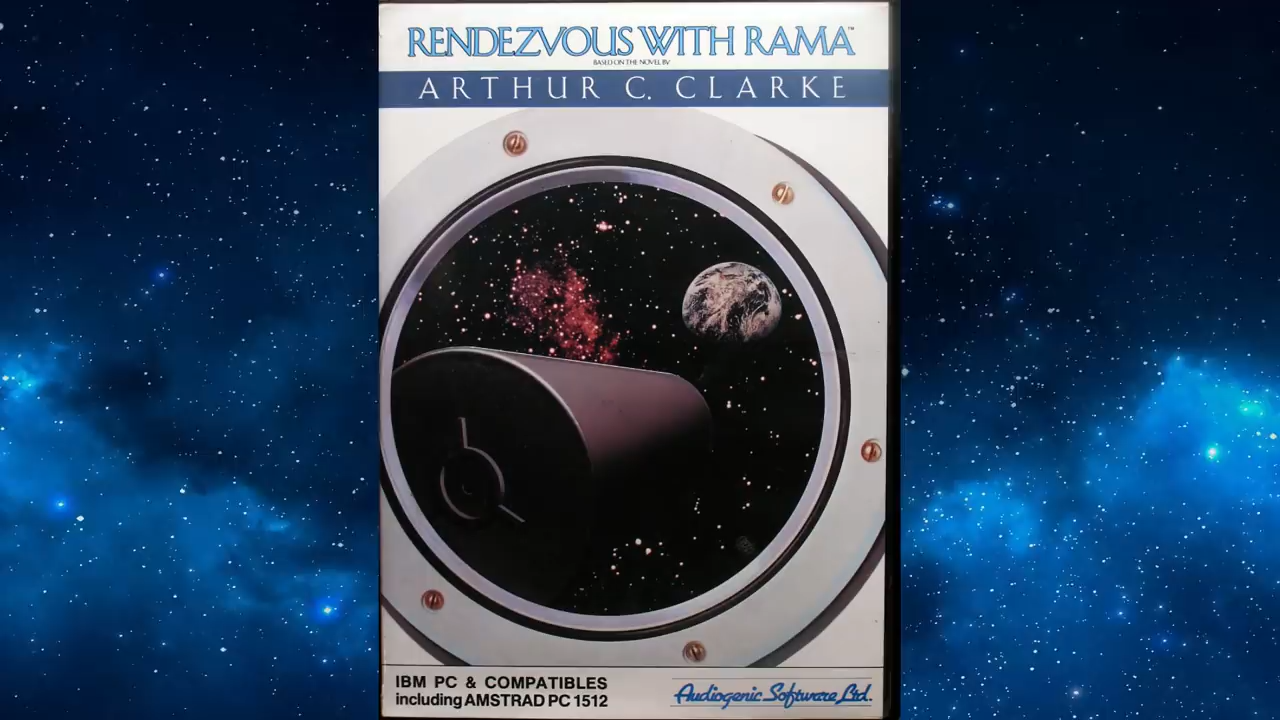 RENDEZVOUS WITH RAMA™
BASED ON THE NOVEL BY
ARTHUR C. CLARKE
IBM PC & COMPATIBLES
including AMSTRAD PC 1512
Audiogenic Software Ltd.